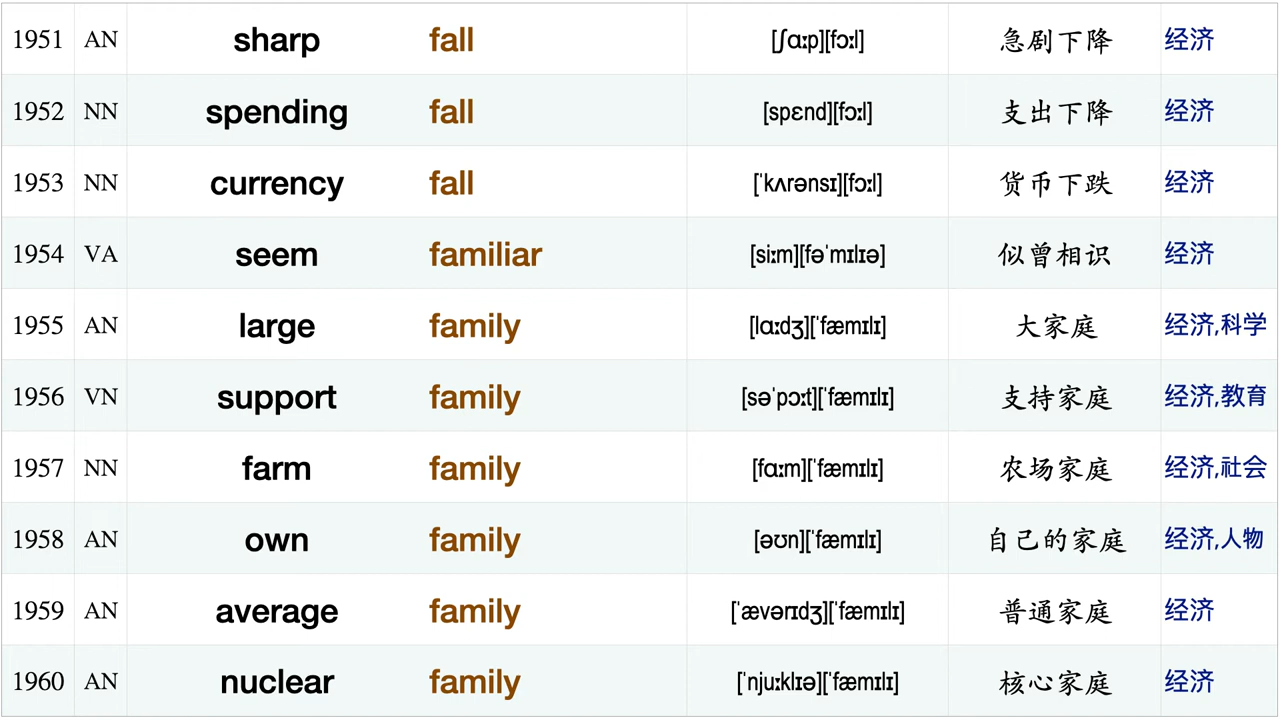 1951 AN sharp fall [ʃɑːp][fɔːl] 急剧下降 经济
1952 NN spending fall [spɛnd][fɔːl] 支出下降 经济
1953 NN currency fall [ˈkʌrənsɪ][fɔːl] 货币下跌 经济
1954 VA seem familiar [siːm][fəˈmɪlɪə] 似曾相识 经济
1955 AN large family [lɑːdʒ][ˈfæmɪlɪ] 大家庭 经济,科学
1956 VN support family [səˈpɔːt][ˈfæmɪlɪ] 支持家庭 经济,教育
1957 NN farm family [fɑːm][ˈfæmɪlɪ] 农场家庭 经济,社会
1958 AN own family [əʊn][ˈfæmɪlɪ] 自己的家庭 经济,人物
1959 AN average family [ˈævərɪdʒ][ˈfæmɪlɪ] 普通家庭 经济
1960 AN nuclear family [ˈnjuːklɪə][ˈfæmɪlɪ] 核心家庭 经济